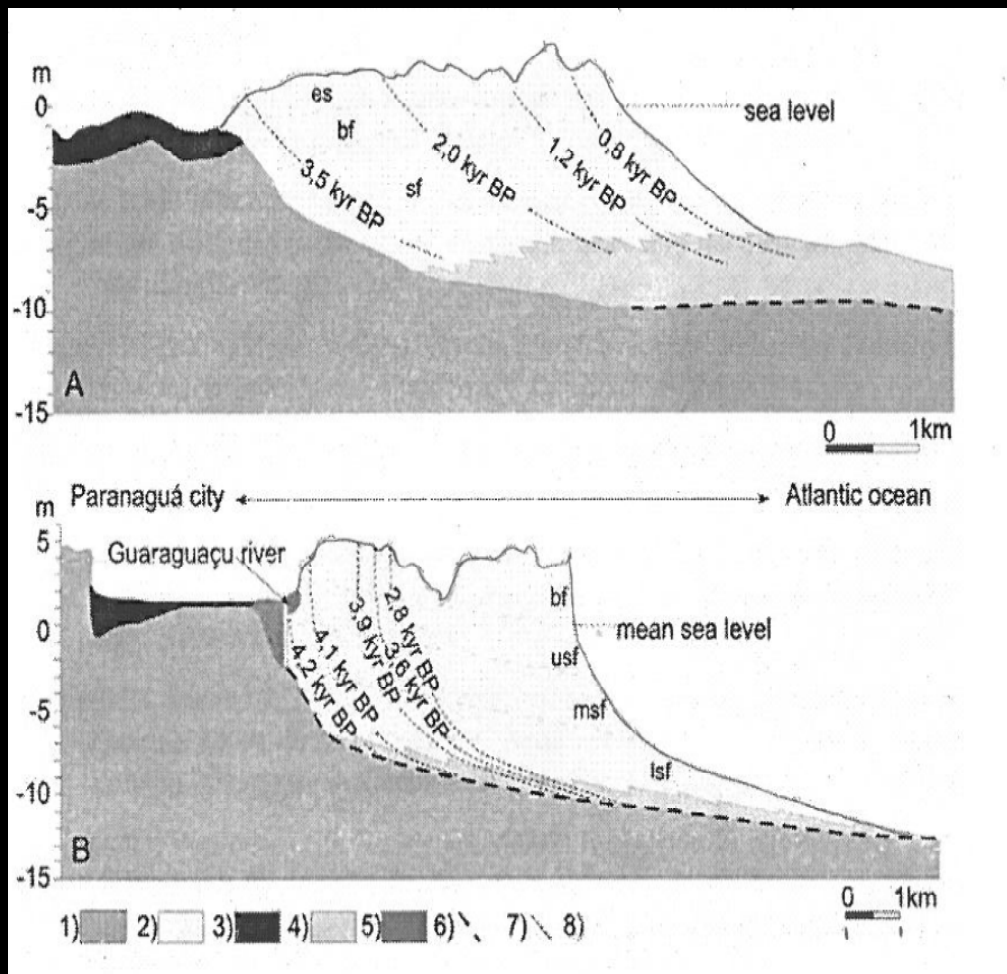 m
0
-5
-10
-15
es
bf
sf
3,5 kyr BP
2,0 kyr BP
1,2 kyr BP
0,8 kyr BP
sea level
A
0 1km
Paranaguá city
Atlantic ocean
m
5
0
-5
-10
-15
Guaraguaçu river
4,2 kyr BP
4,1 kyr BP
3,9 kyr BP
3,6 kyr BP
2,8 kyr BP
bf
mean sea level
usf
msf
lsf
B
0 1km
1) 2) 3) 4) 5) 6) 7) 8)